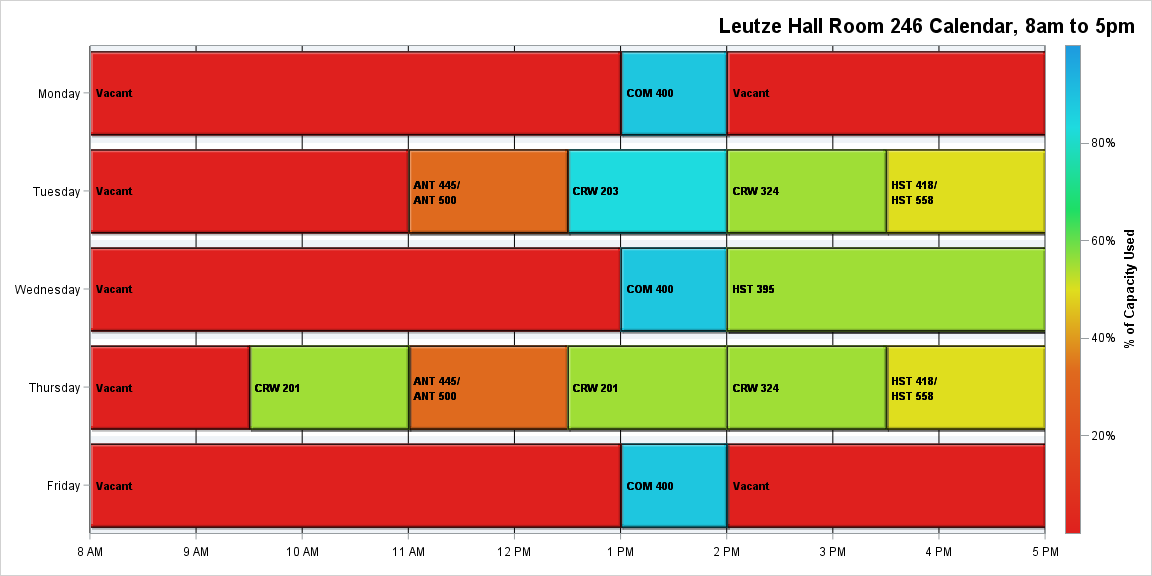 Leutze Hall Room 246 Calendar, 8am to 5pm
Monday
Vacant
COM 400
Vacant
Tuesday
Vacant
ANT 445/
ANT 500
CRW 203
CRW 324
HST 418/
HST 558
Wednesday
Vacant
COM 400
HST 395
Thursday
Vacant
CRW 201
ANT 445/
ANT 500
CRW 201
CRW 324
HST 418/
HST 558
Friday
Vacant
COM 400
Vacant
8 AM
9 AM
10 AM
11 AM
12 PM
1 PM
2 PM
3 PM
4 PM
5 PM
80%
60%
40%
20%
% of Capacity Used